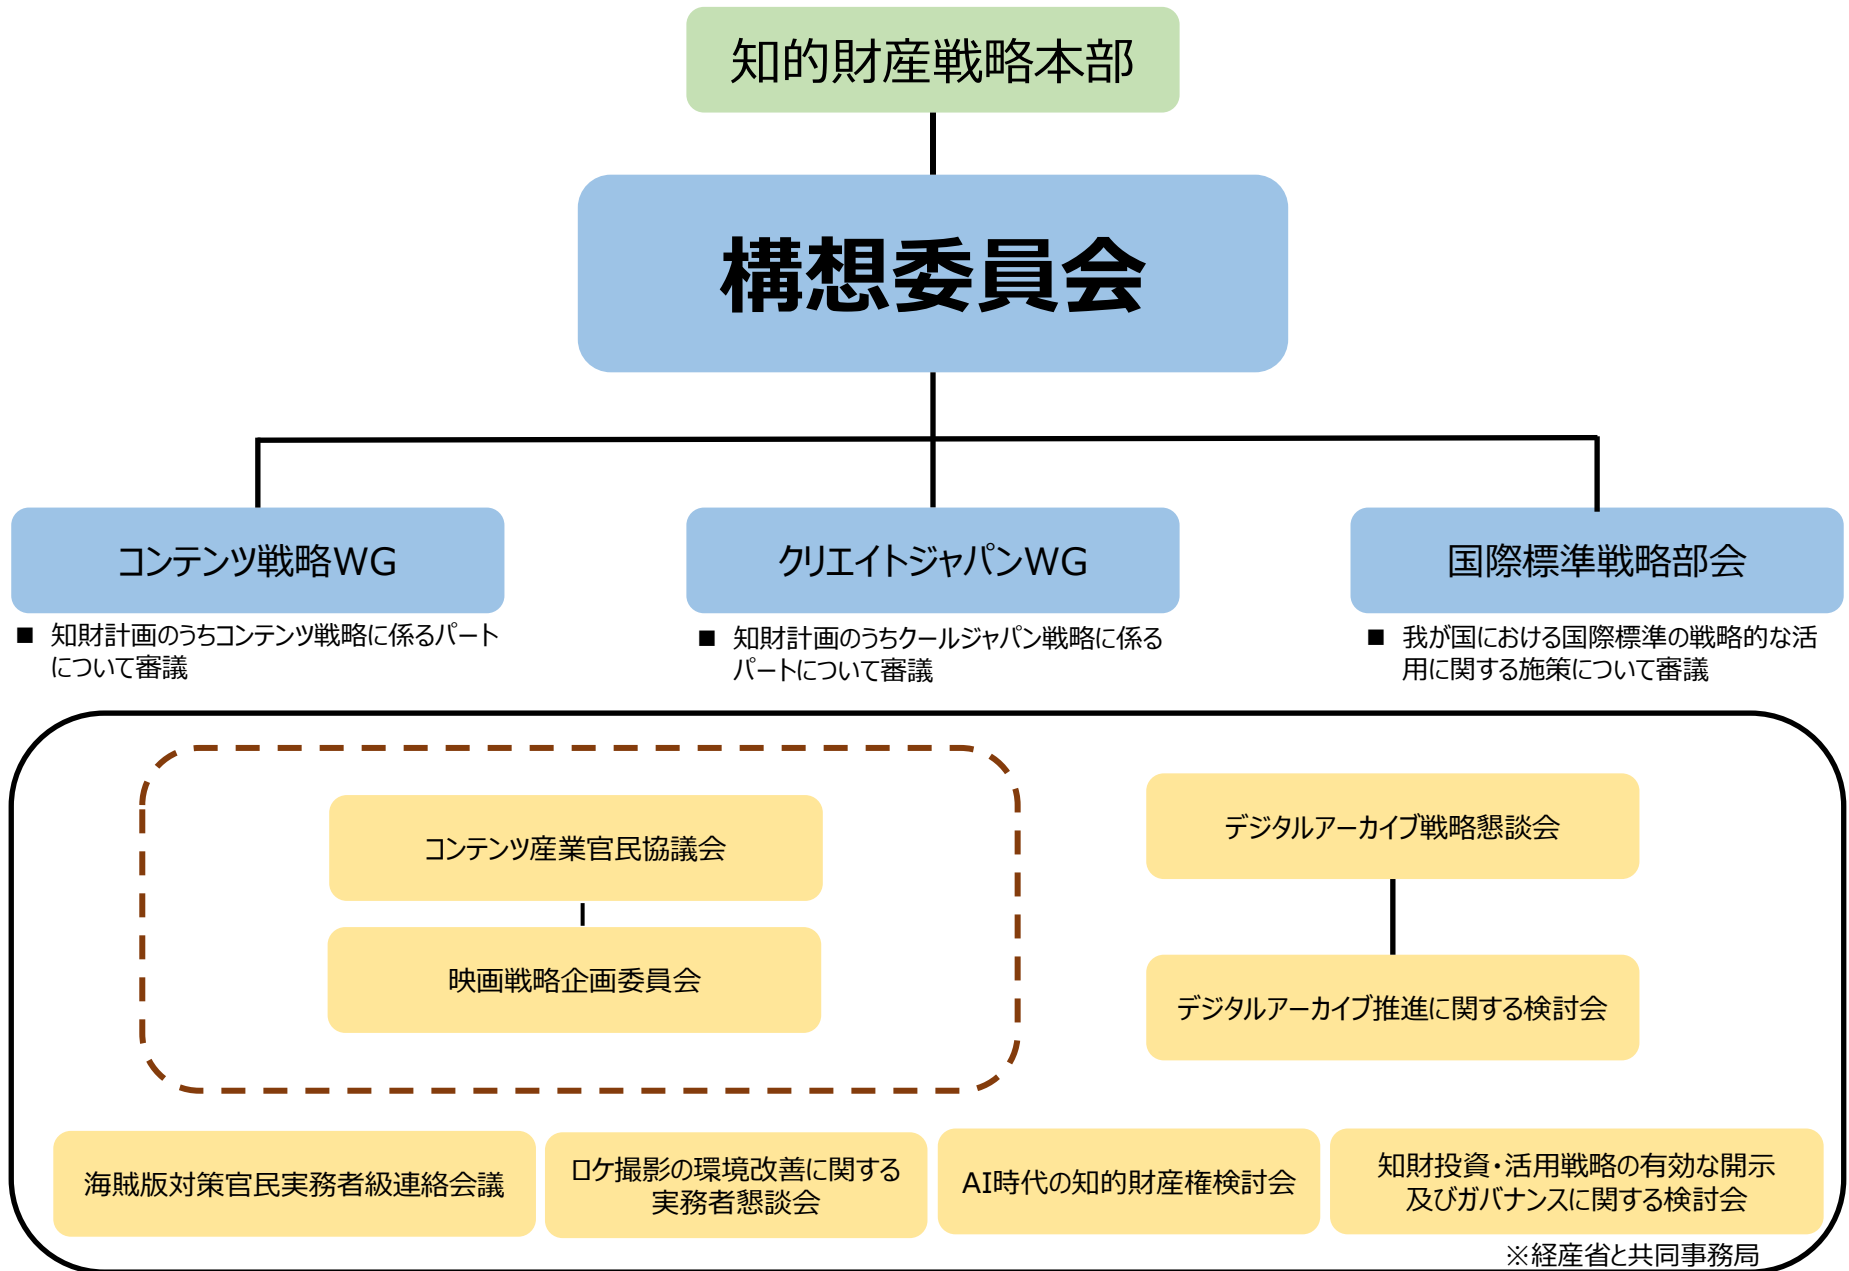 知的財産戦略本部
構想委員会
コンテンツ戦略WG
■ 知財計画のうちコンテンツ戦略に係るパート
について審議
クリエイトジャパンWG
■ 知財計画のうちクールジャパン戦略に係る
パートについて審議
国際標準戦略部会
■ 我が国における国際標準の戦略的な活
用に関する施策について審議
コンテンツ産業官民協議会
映画戦略企画委員会
デジタルアーカイブ戦略懇談会
デジタルアーカイブ推進に関する検討会
海賊版対策官民実務者級連絡会議
ロケ撮影の環境改善に関する
実務者懇談会
AI時代の知的財産権検討会
知財投資・活用戦略の有効な開示
及びガバナンスに関する検討会
※経産省と共同事務局